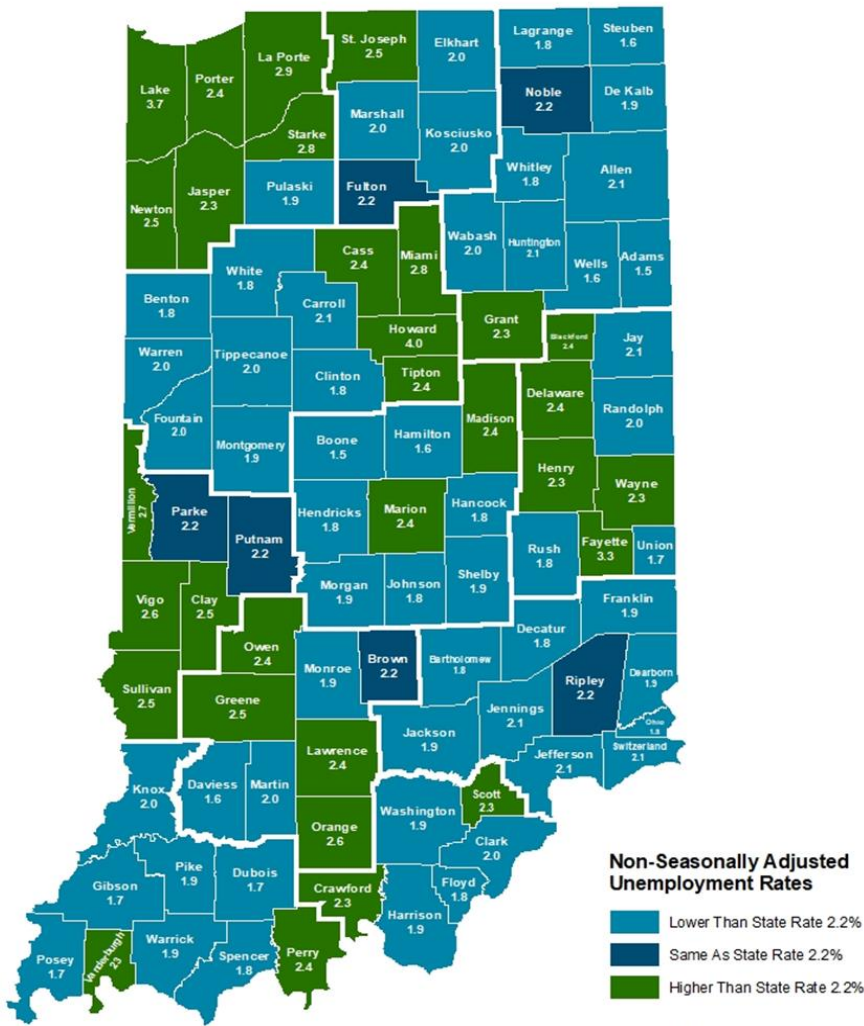 St. Joseph
2.5
Elkhart
2.0
Lagrange
1.8
Steuben
1.6
La Porte
2.9
Porter
2.4
Lake
3.7
Noble
2.2
De Kalb
1.9
Marshall
2.0
Kosciusko
2.0
Starke
2.8
Whitley
1.8
Allen
2.1
Pulaski
1.9
Fulton
2.2
Jasper
2.3
Newton
2.5
Wabash
2.0
Huntington
2.1
Wells
1.6
Adams
1.5
Cass
2.4
Miami
2.8
White
1.8
Benton
1.8
Carroll
2.1
Grant
2.3
Howard
4.0
Blackford
2.4
Jay
2.1
Warren
2.0
Tippecanoe
2.0
Clinton
1.8
Tipton
2.4
Delaware
2.4
Randolph
2.0
Madison
2.4
Fountain
2.0
Montgomery
1.9
Boone
1.5
Hamilton
1.6
Henry
2.3
Wayne
2.3
Vermillion
2.7
Parke
2.2
Putnam
2.2
Hendricks
1.8
Marion
2.4
Hancock
1.8
Rush
1.8
Fayette
3.3
Union
1.7
Vigo
2.6
Clay
2.5
Morgan
1.9
Johnson
1.8
Shelby
1.9
Franklin
1.9
Owen
2.4
Monroe
1.9
Brown
2.2
Bartholomew
1.8
Decatur
1.8
Ripley
2.2
Dearborn
1.9
Sullivan
2.5
Greene
2.5
Jennings
2.1
Ohio
Jackson
1.9
Lawrence
2.4
Jefferson
2.1
Switzerland
2.1
Knox
2.0
Daviess
1.6
Martin
2.0
Orange
2.6
Washington
1.9
Scott
2.3
Clark
2.0
Floyd
1.8
Harrison
1.9
Crawford
2.3
Gibson
1.7
Pike
1.9
Dubois
1.7
Posey
1.7
Vanderburgh
23
Warrick
1.9
Spencer
1.8
Perry
2.4
Non-Seasonally Adjusted
Unemployment Rates
Lower Than State Rate 2.2%
Same As State Rate 2.2%
Higher Than State Rate 2.2%